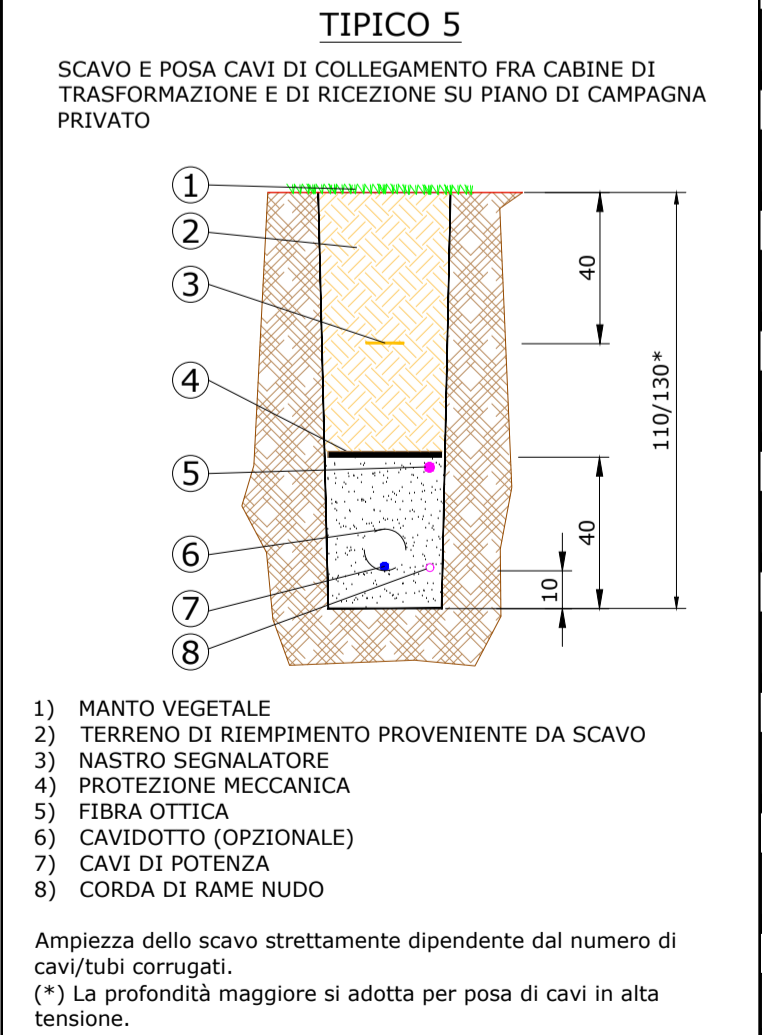 TIPICO 5
SCAVO E POSA CAVI DI COLLEGAMENTO FRA CABINE DI
TRASFORMAZIONE E DI RICEZIONE SU PIANO DI CAMPAGNA
PRIVATO
1
2
3
4
5
6
7
8
40
110/130*
40
10
1) MANTO VEGETALE
2) TERRENO DI RIEMPIMENTO PROVENIENTE DA SCAVO
3) NASTRO SEGNALATORE
4) PROTEZIONE MECCANICA
5) FIBRA OTTICA
6) CAVIDOTTO (OPZIONALE)
7) CAVI DI POTENZA
8) CORDA DI RAME NUDO
Ampiezza dello scavo strettamente dipendente dal numero di
cavi/tubi corrugati.
(*) La profondità maggiore si adotta per posa di cavi in alta
tensione.